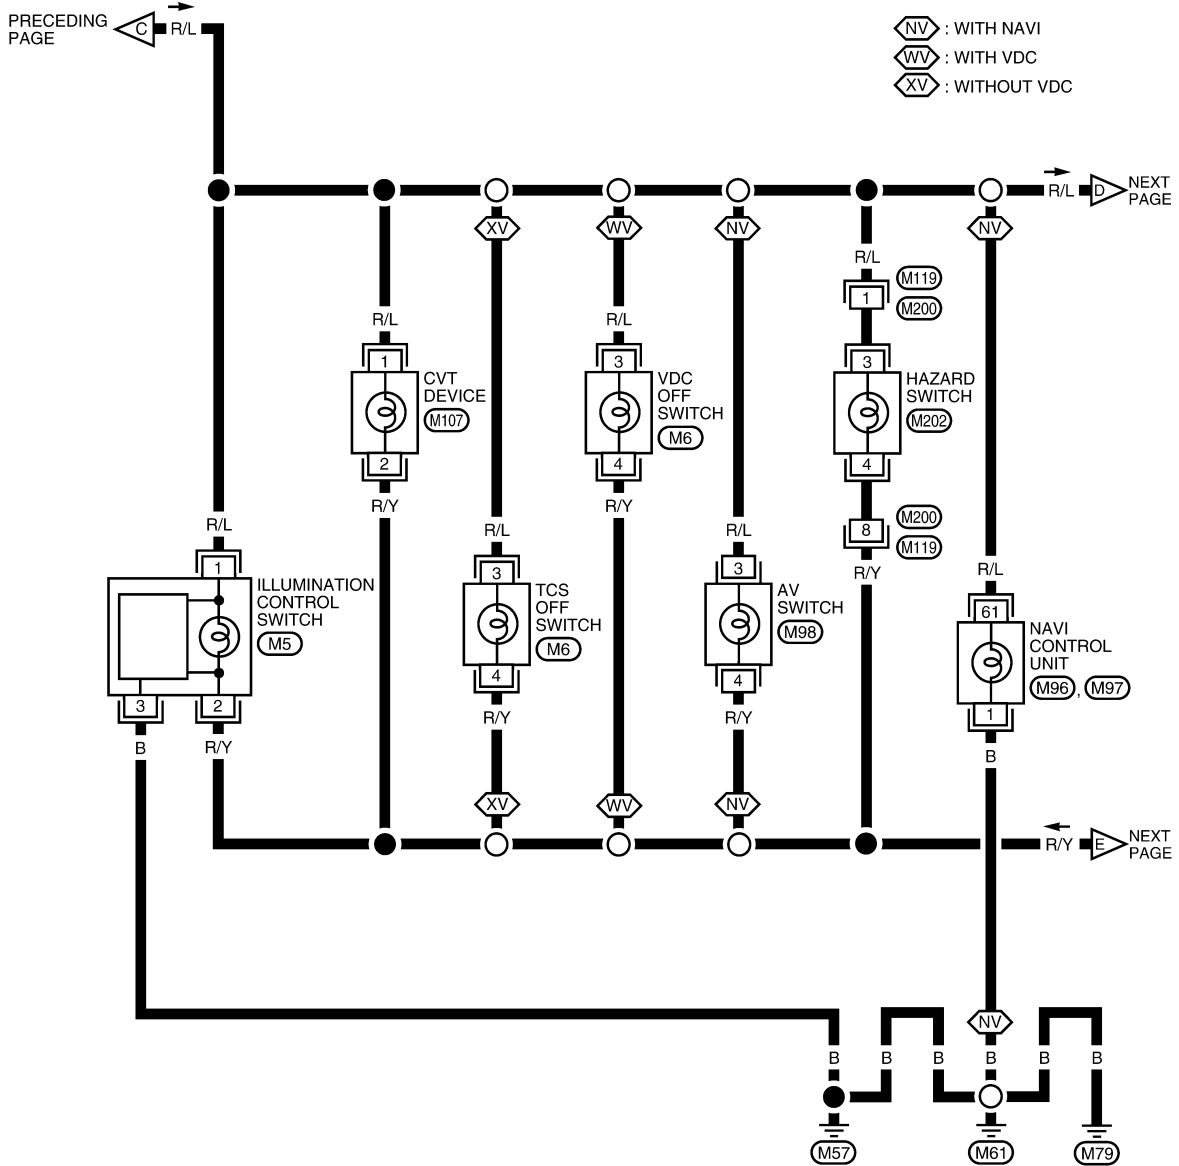 PRECEDING
PAGE
C
R/L
NV : WITH NAVI
WV : WITH VDC
XV : WITHOUT VDC
R/L
D
NEXT
PAGE
XV
WV
NV
NV
R/L
M119
1
M200
R/L
R/L
1
3
3
CVT
DEVICE
M107
VDC
OFF
SWITCH
M6
HAZARD
SWITCH
M202
2
4
4
R/Y
R/Y
M200
8
M119
R/L
R/L
R/L
R/Y
R/L
1
3
3
61
ILLUMINATION
CONTROL
SWITCH
M5
TCS
OFF
SWITCH
M6
AV
SWITCH
M98
NAVI
CONTROL
UNIT
M96 , M97
3
2
4
4
1
B
R/Y
R/Y
R/Y
B
XV
WV
NV
R/Y
E
NEXT
PAGE
NV
B
B
B
B
B
B
M57
M61
M79